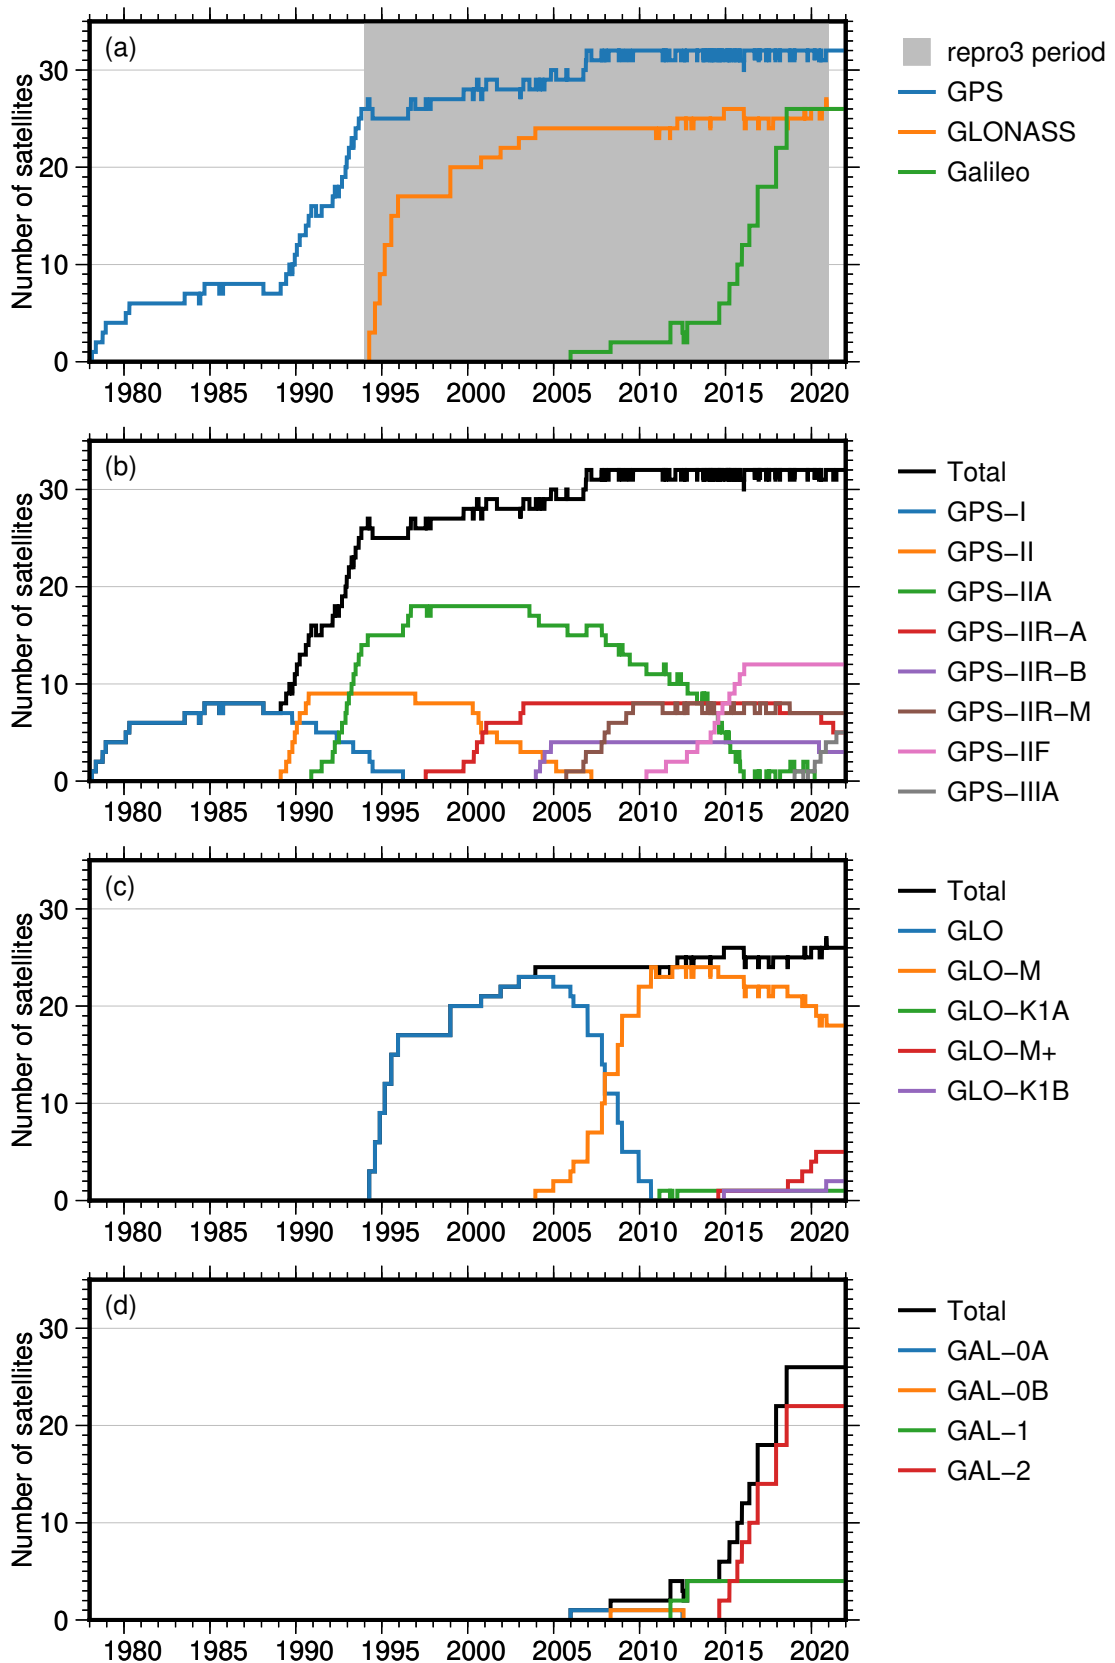 (a)
Number of satellites
30
20
10
0
1980 1985 1990 1995 2000 2005 2010 2015 2020
repro3 period
GPS
GLONASS
Galileo
(b)
Number of satellites
30
20
10
0
1980 1985 1990 1995 2000 2005 2010 2015 2020
Total
GPS−I
GPS−II
GPS−IIA
GPS−IIR−A
GPS−IIR−B
GPS−IIR−M
GPS−IIF
GPS−IIIA
(c)
Number of satellites
30
20
10
0
1980 1985 1990 1995 2000 2005 2010 2015 2020
Total
GLO
GLO−M
GLO−K1A
GLO−M+
GLO−K1B
(d)
Number of satellites
30
20
10
0
1980 1985 1990 1995 2000 2005 2010 2015 2020
Total
GAL−0A
GAL−0B
GAL−1
GAL−2